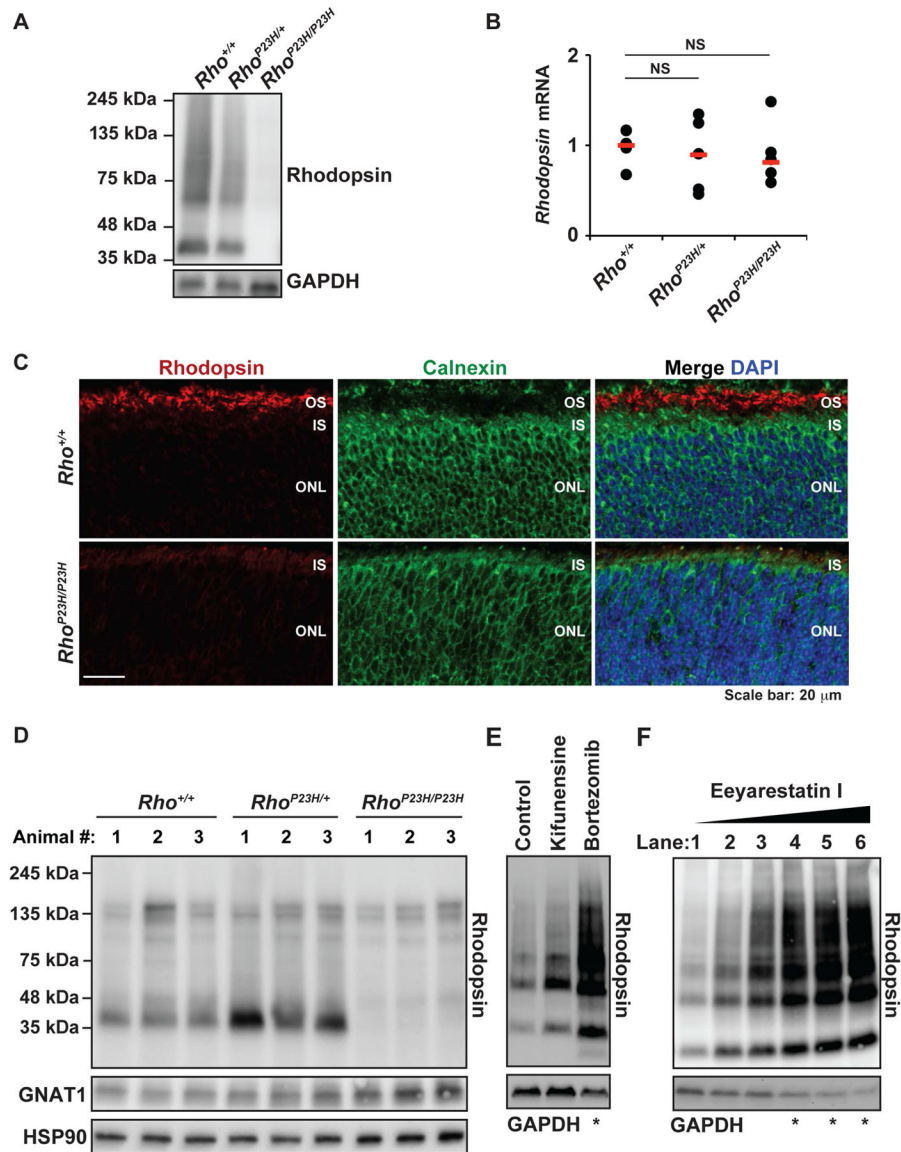 A
Rho+/+
RhoP23H/+
RhoP23H/P23H
245 kDa
135 kDa
75 kDa
48 kDa
35 kDa
Rhodopsin
GAPDH
B
Rhodopsin mRNA
2
1
0
NS
NS
Rho+/+
RhoP23H/+
RhoP23H/P23H
C
Rhodopsin
Calnexin
Merge DAPI
Rho+/+
OS
IS
ONL
OS
IS
ONL
OS
IS
ONL
RhoP23H/P23H
IS
ONL
IS
ONL
IS
ONL
Scale bar: 20 μm
D
Rho+/+ RhoP23H/+ RhoP23H/P23H
Animal #: 1 2 3 1 2 3 1 2 3
245 kDa
135 kDa
75 kDa
48 kDa
35 kDa
Rhodopsin
GNAT1
HSP90
E
Control
Kifunensine
Bortezomib
Rhodopsin
GAPDH *
F
Eeyarestatin I
Lane:1 2 3 4 5 6
Rhodopsin
GAPDH * * *